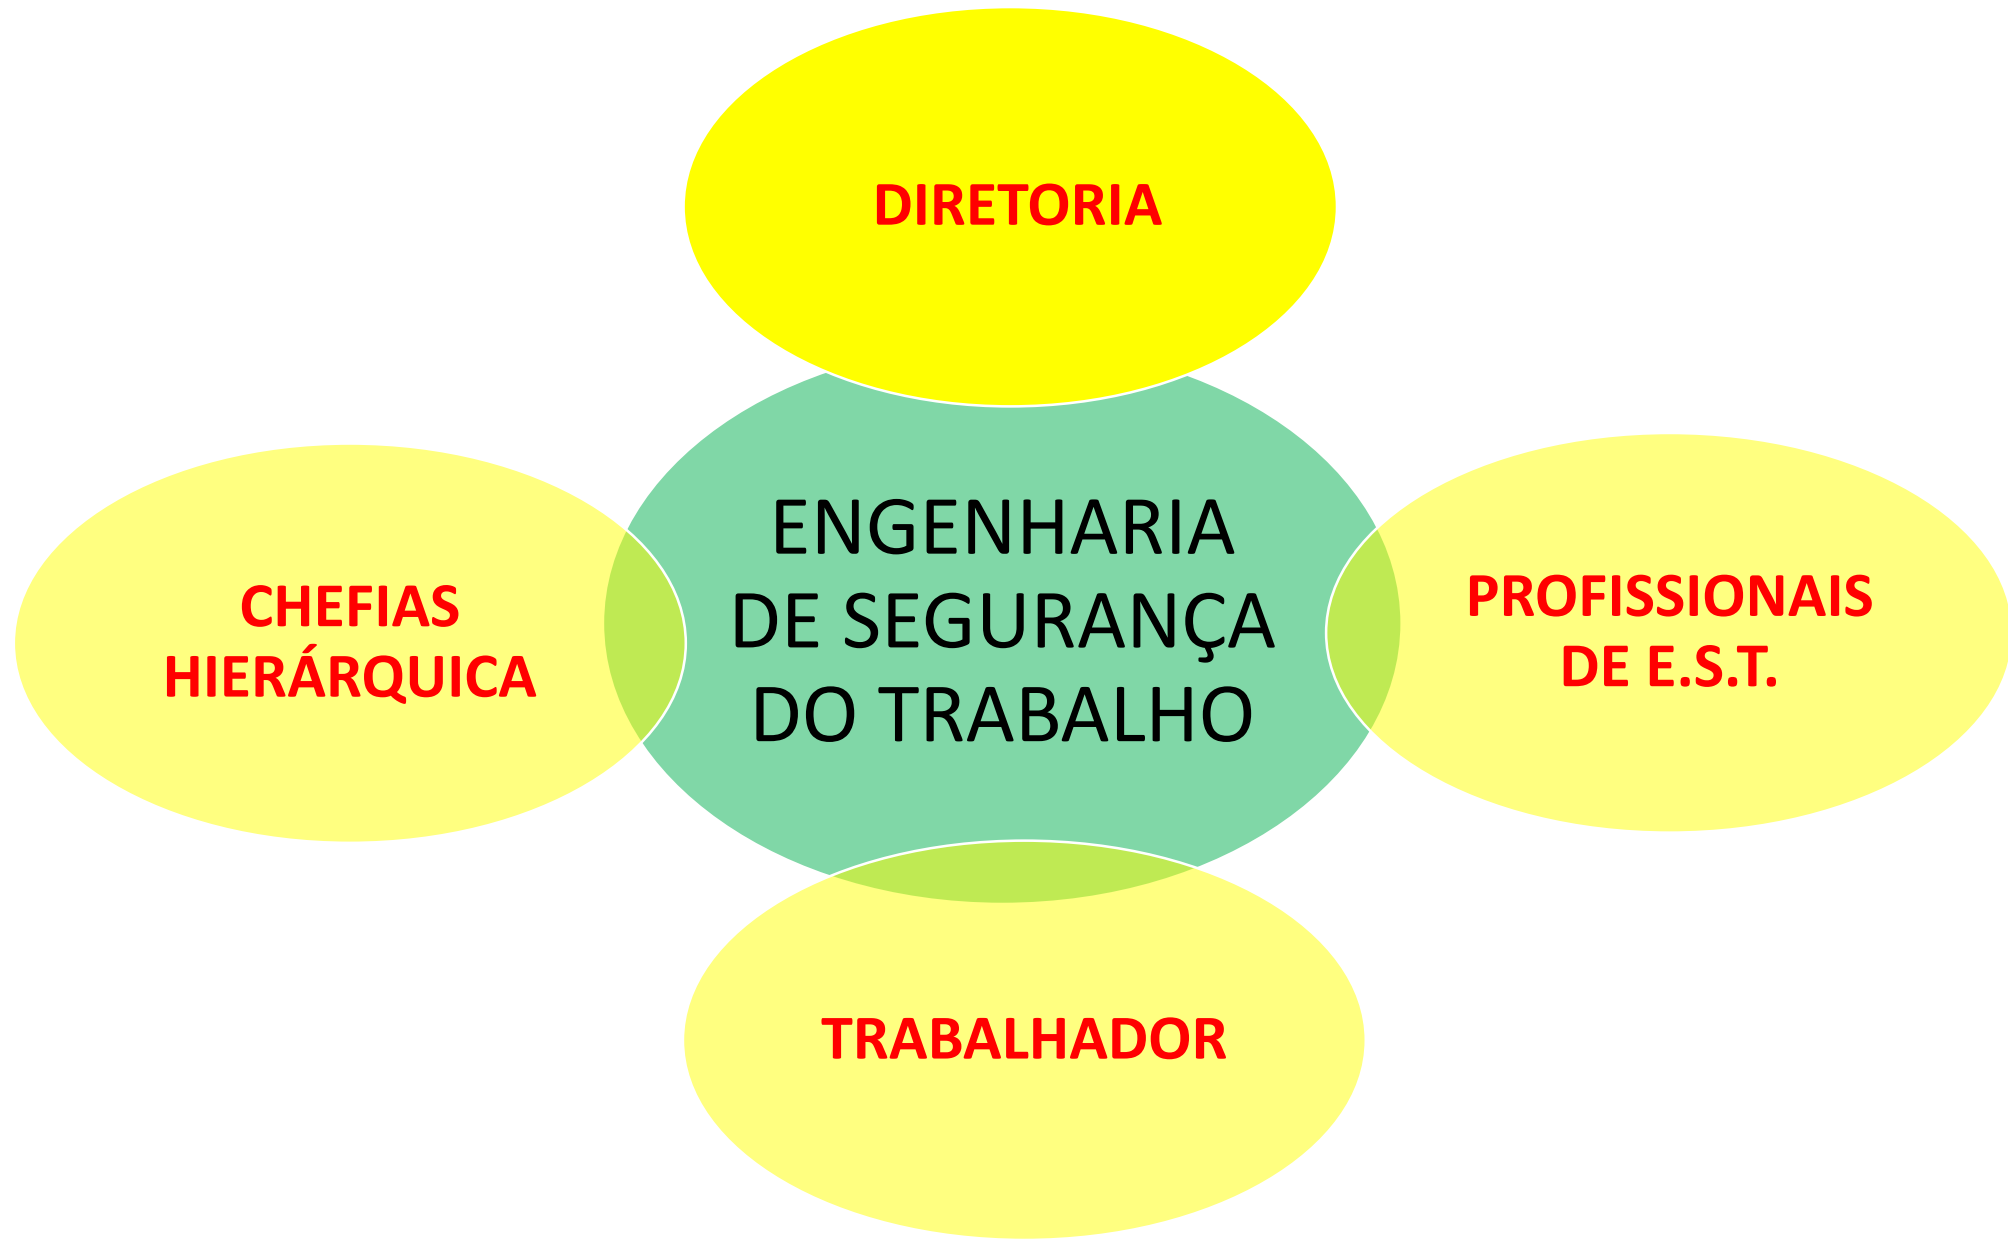 DIRETORIA
CHEFIAS
HIERÁRQUICA
ENGENHARIA
DE SEGURANÇA
DO TRABALHO
PROFISSIONAIS
DE E.S.T.
TRABALHADOR